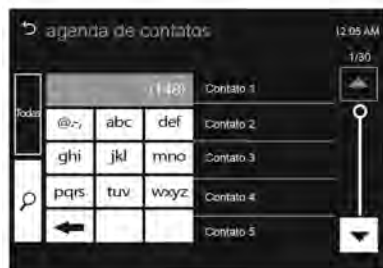 agenda de contatos
12:05 AM
1/30
Todas
(148)
@.-,
abc
def
ghi
jkl
mno
pqrs
tuv
wxyz
Contato 1
Contato 2
Contato 3
Contato 4
Contato 5